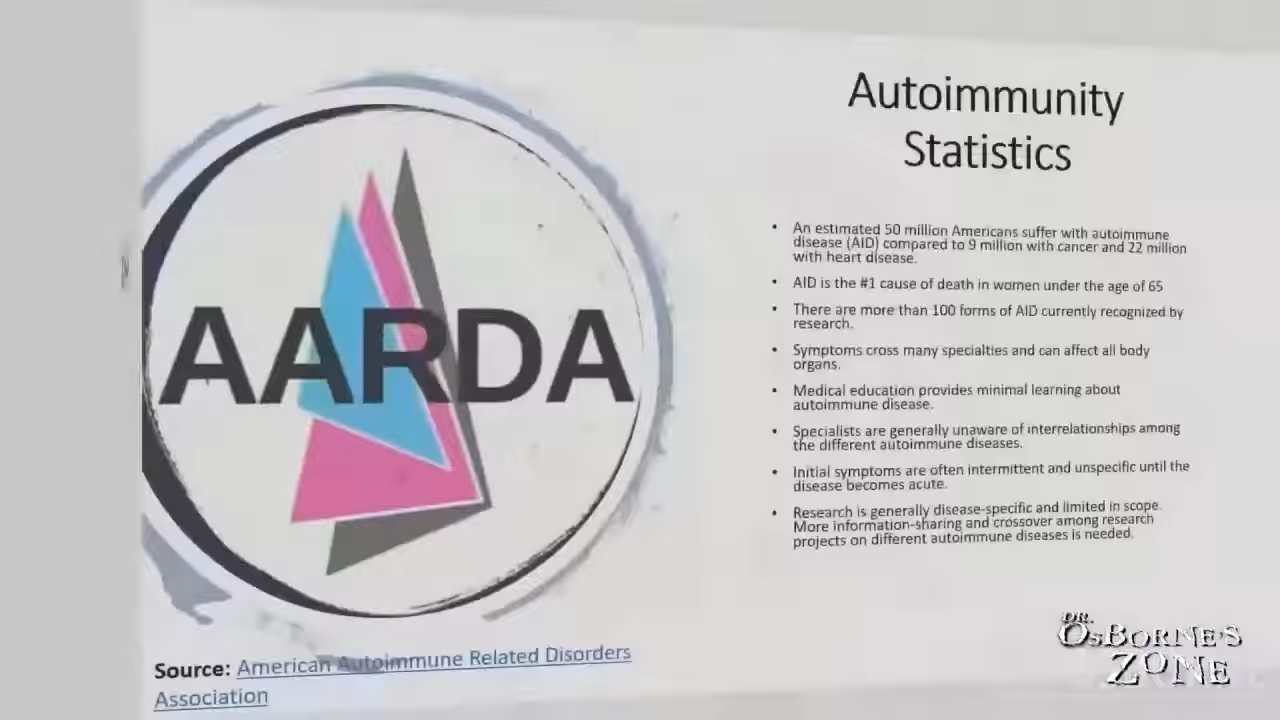 AARDA
Source: American Autoimmune Related Disorders
Association
Autoimmunity
Statistics
• An estimated 50 million Americans suffer with autoimmune
disease (AID) compared to 9 million with cancer and 22 million
with heart disease.
• AID is the #1 cause of death in women under the age of 65
• There are more than 100 forms of AID currently recognized by
research.
• Symptoms cross many specialties and can affect all body
organs.
• Medical education provides minimal learning about
autoimmune disease.
• Specialists are generally unaware of interrelationships among
the different autoimmune diseases.
• Initial symptoms are often intermittent and unspecific until the
disease becomes acute.
• Research is generally disease-specific and limited in scope.
More information-sharing and crossover among research
projects on different autoimmune diseases is needed.
DR.
OSBORNE'S
ZONE